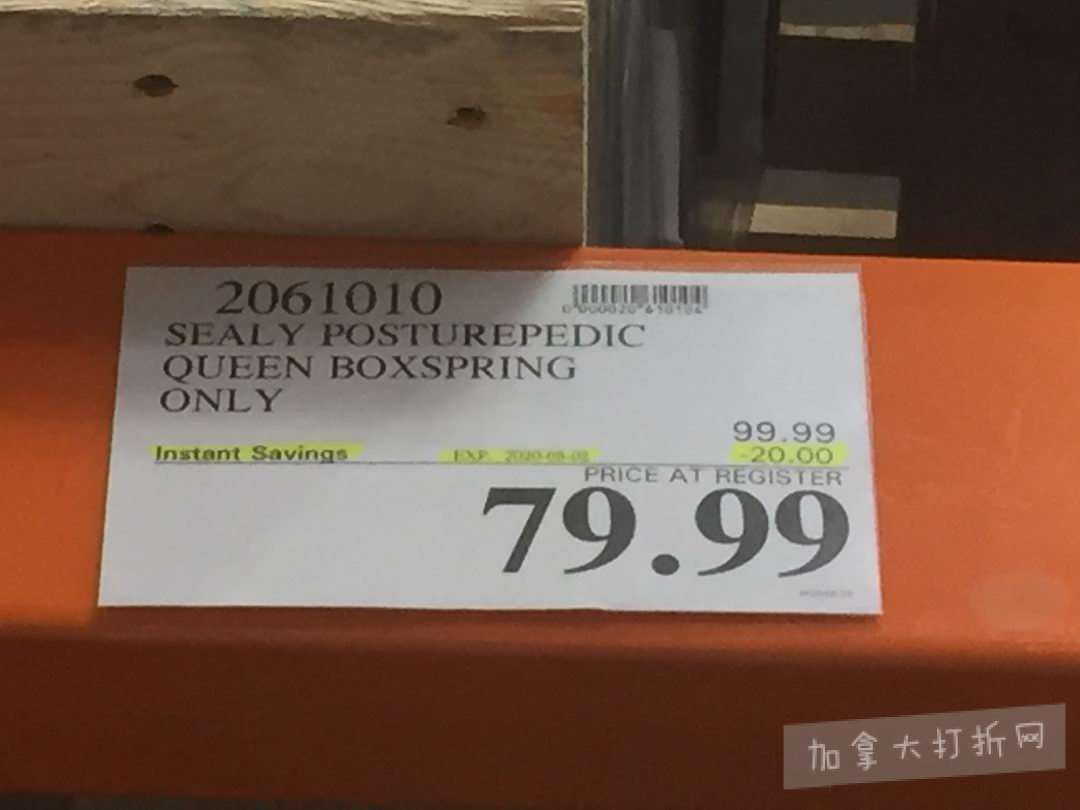 2061010
SEALY POSTUREPEDIC
QUEEN BOXSPRING
ONLY
99.99
Instant Savings EXP. -20.00
PRICE AT REGISTER
79.99
加拿大打折网